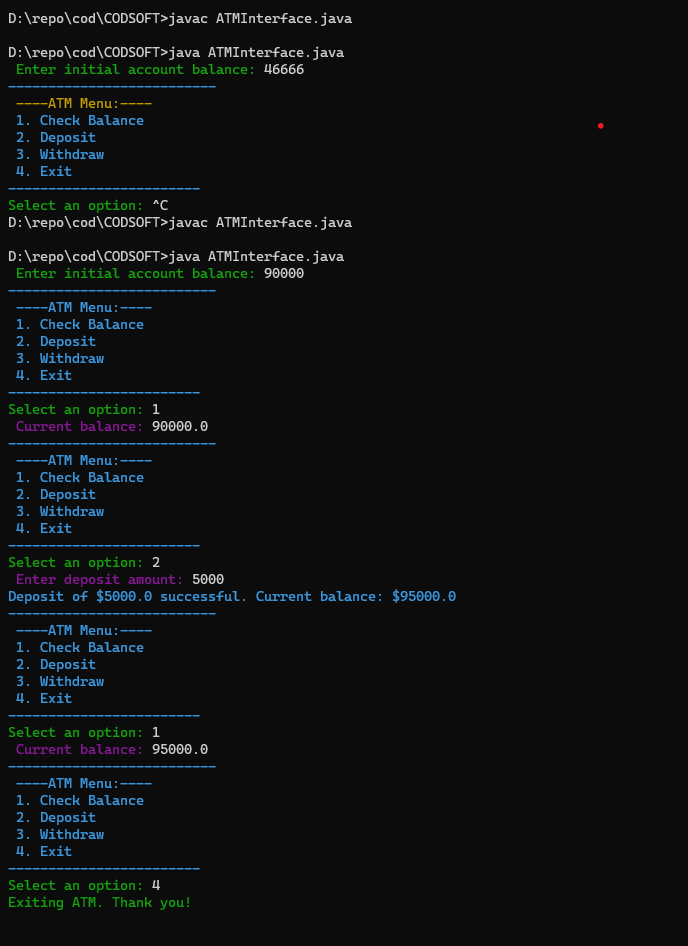 D:\repo\cod\CODSOFT>javac ATMInterface.java
D:\repo\cod\CODSOFT>java ATMInterface.java
Enter initial account balance: 46666
--------------------------
----ATM Menu:----
1. Check Balance
2. Deposit
3. Withdraw
4. Exit
------------------------
Select an option: ^C
D:\repo\cod\CODSOFT>javac ATMInterface.java
D:\repo\cod\CODSOFT>java ATMInterface.java
Enter initial account balance: 90000
--------------------------
----ATM Menu:----
1. Check Balance
2. Deposit
3. Withdraw
4. Exit
------------------------
Select an option: 1
Current balance: 90000.0
--------------------------
----ATM Menu:----
1. Check Balance
2. Deposit
3. Withdraw
4. Exit
------------------------
Select an option: 2
Enter deposit amount: 5000
Deposit of $5000.0 successful. Current balance: $95000.0
--------------------------
----ATM Menu:----
1. Check Balance
2. Deposit
3. Withdraw
4. Exit
------------------------
Select an option: 1
Current balance: 95000.0
--------------------------
----ATM Menu:----
1. Check Balance
2. Deposit
3. Withdraw
4. Exit
------------------------
Select an option: 4
Exiting ATM. Thank you!